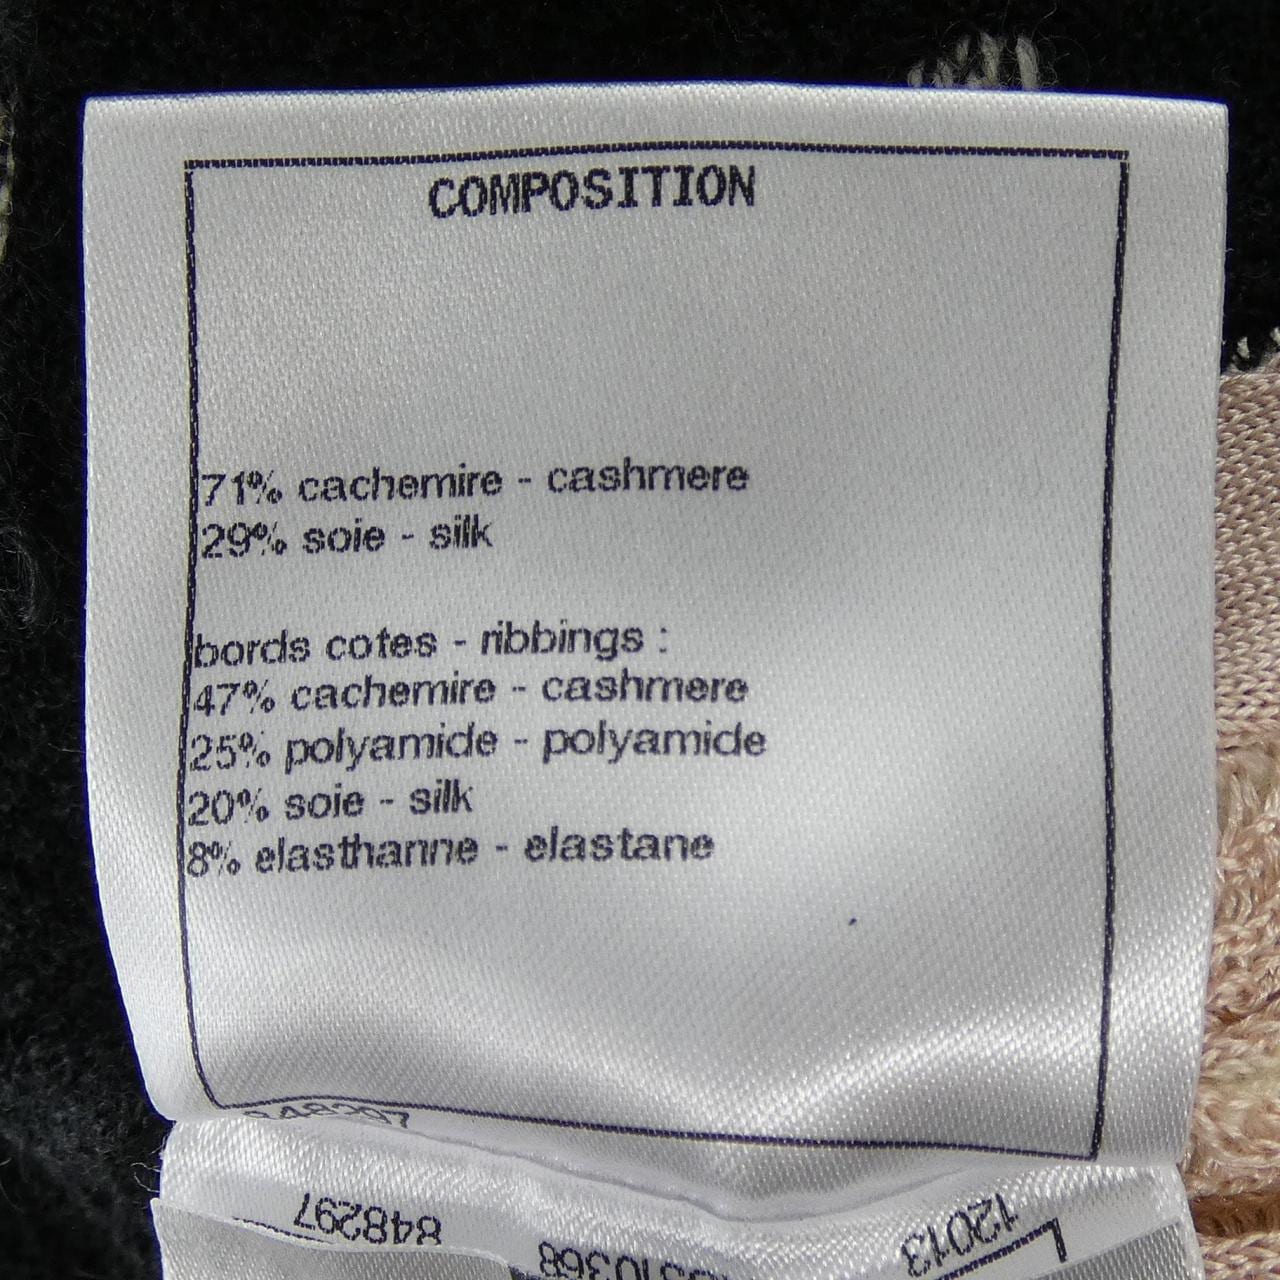 COMPOSITION
71% cachemire - cashmere
29% soie - silk
bords cotes - ribbings :
47% cachemire - cashmere
25% polyamide - polyamide
20% soie - silk
8% elasthanne - elastane
848297
848297
12013